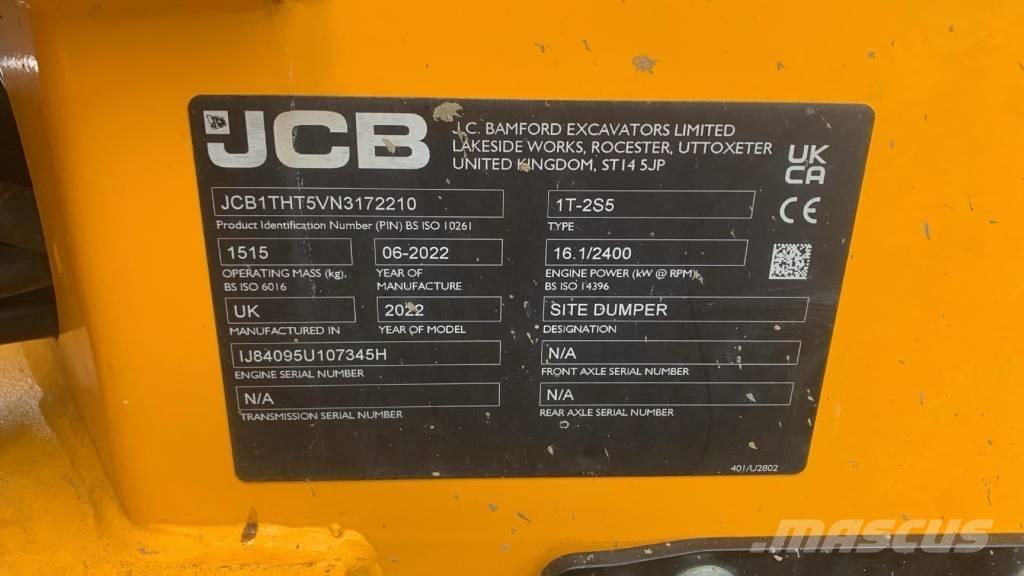 JCB
J.C. BAMFORD EXCAVATORS LIMITED
LAKESIDE WORKS, ROCESTER, UTTOXETER
UNITED KINGDOM, ST14 5JP
UK
CA
CE
JCB1THT5VN3172210
Product Identification Number (PIN) BS ISO 10261
1T-2S5
TYPE
1515
OPERATING MASS (kg).
BS ISO 6016
06-2022
YEAR OF
MANUFACTURE
16.1/2400
ENGINE POWER (kW @ RPM)
BS ISO 14396
UK
MANUFACTURED IN
2022
YEAR OF MODEL
SITE DUMPER
DESIGNATION
IJ84095U107345H
ENGINE SERIAL NUMBER
N/A
FRONT AXLE SERIAL NUMBER
N/A
TRANSMISSION SERIAL NUMBER
N/A
REAR AXLE SERIAL NUMBER
401/U2802
MASCUS